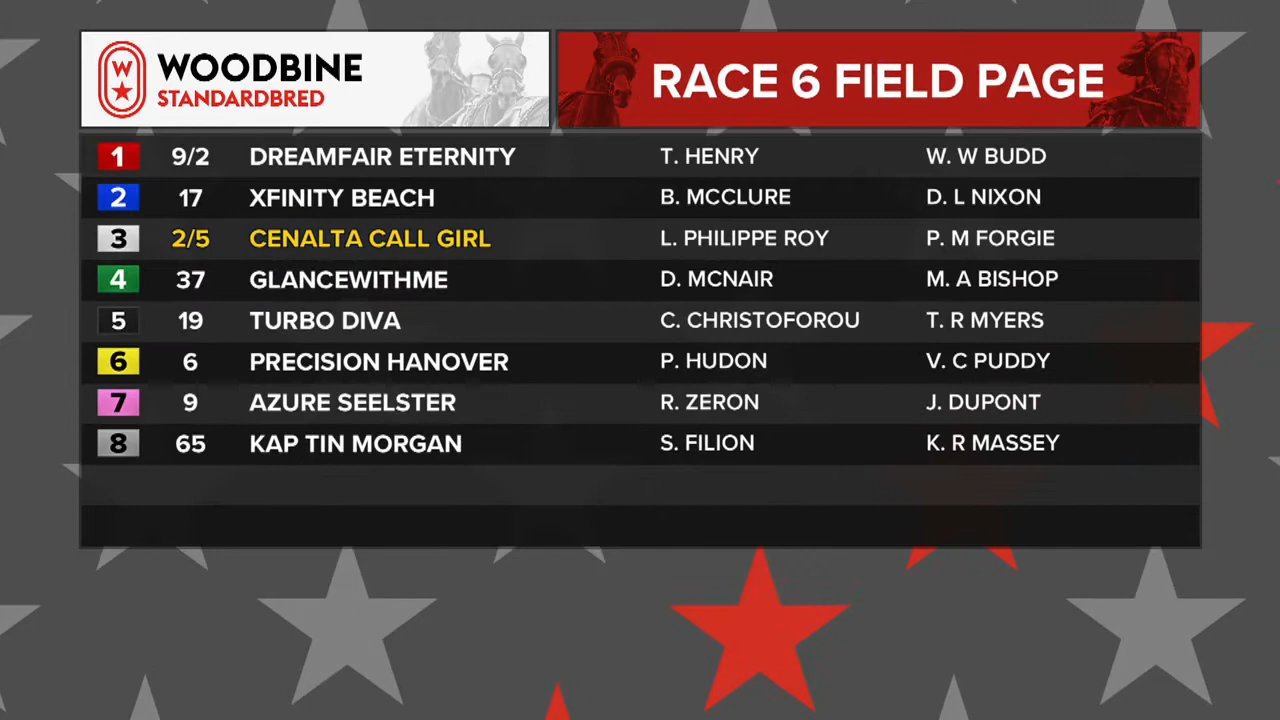 W
WOODBINE
STANDARDBRED
RACE 6 FIELD PAGE
1 9/2 DREAMFAIR ETERNITY T. HENRY W. W BUDD
2 17 XFINITY BEACH B. MCCLURE D. L NIXON
3 2/5 CENALTA CALL GIRL L. PHILIPPE ROY P. M FORGIE
4 37 GLANCEWITHME D. MCNAIR M. A BISHOP
5 19 TURBO DIVA C. CHRISTOFOROU T. R MYERS
6 6 PRECISION HANOVER P. HUDON V. C PUDDY
7 9 AZURE SEELSTER R. ZERON J. DUPONT
8 65 KAP TIN MORGAN S. FILION K. R MASSEY